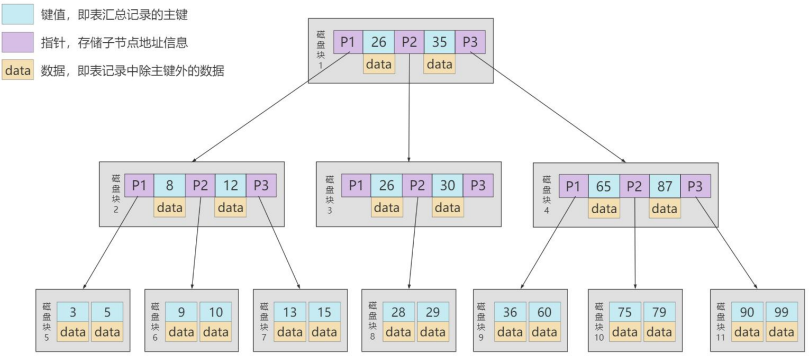 键值，即表汇总记录的主键
指针，存储子节点地址信息
data 数据，即表记录中除主键外的数据
磁盘块1 P1 26 P2 35 P3
data data
磁盘块2 P1 8 P2 12 P3
data data
磁盘块3 P1 26 P2 30 P3
data data
磁盘块4 P1 65 P2 87 P3
data data
磁盘块5 3 5
data data
磁盘块6 9 10
data data
磁盘块7 13 15
data data
磁盘块8 28 29
data data
磁盘块9 36 60
data data
磁盘块10 75 79
data data
磁盘块11 90 99
data data